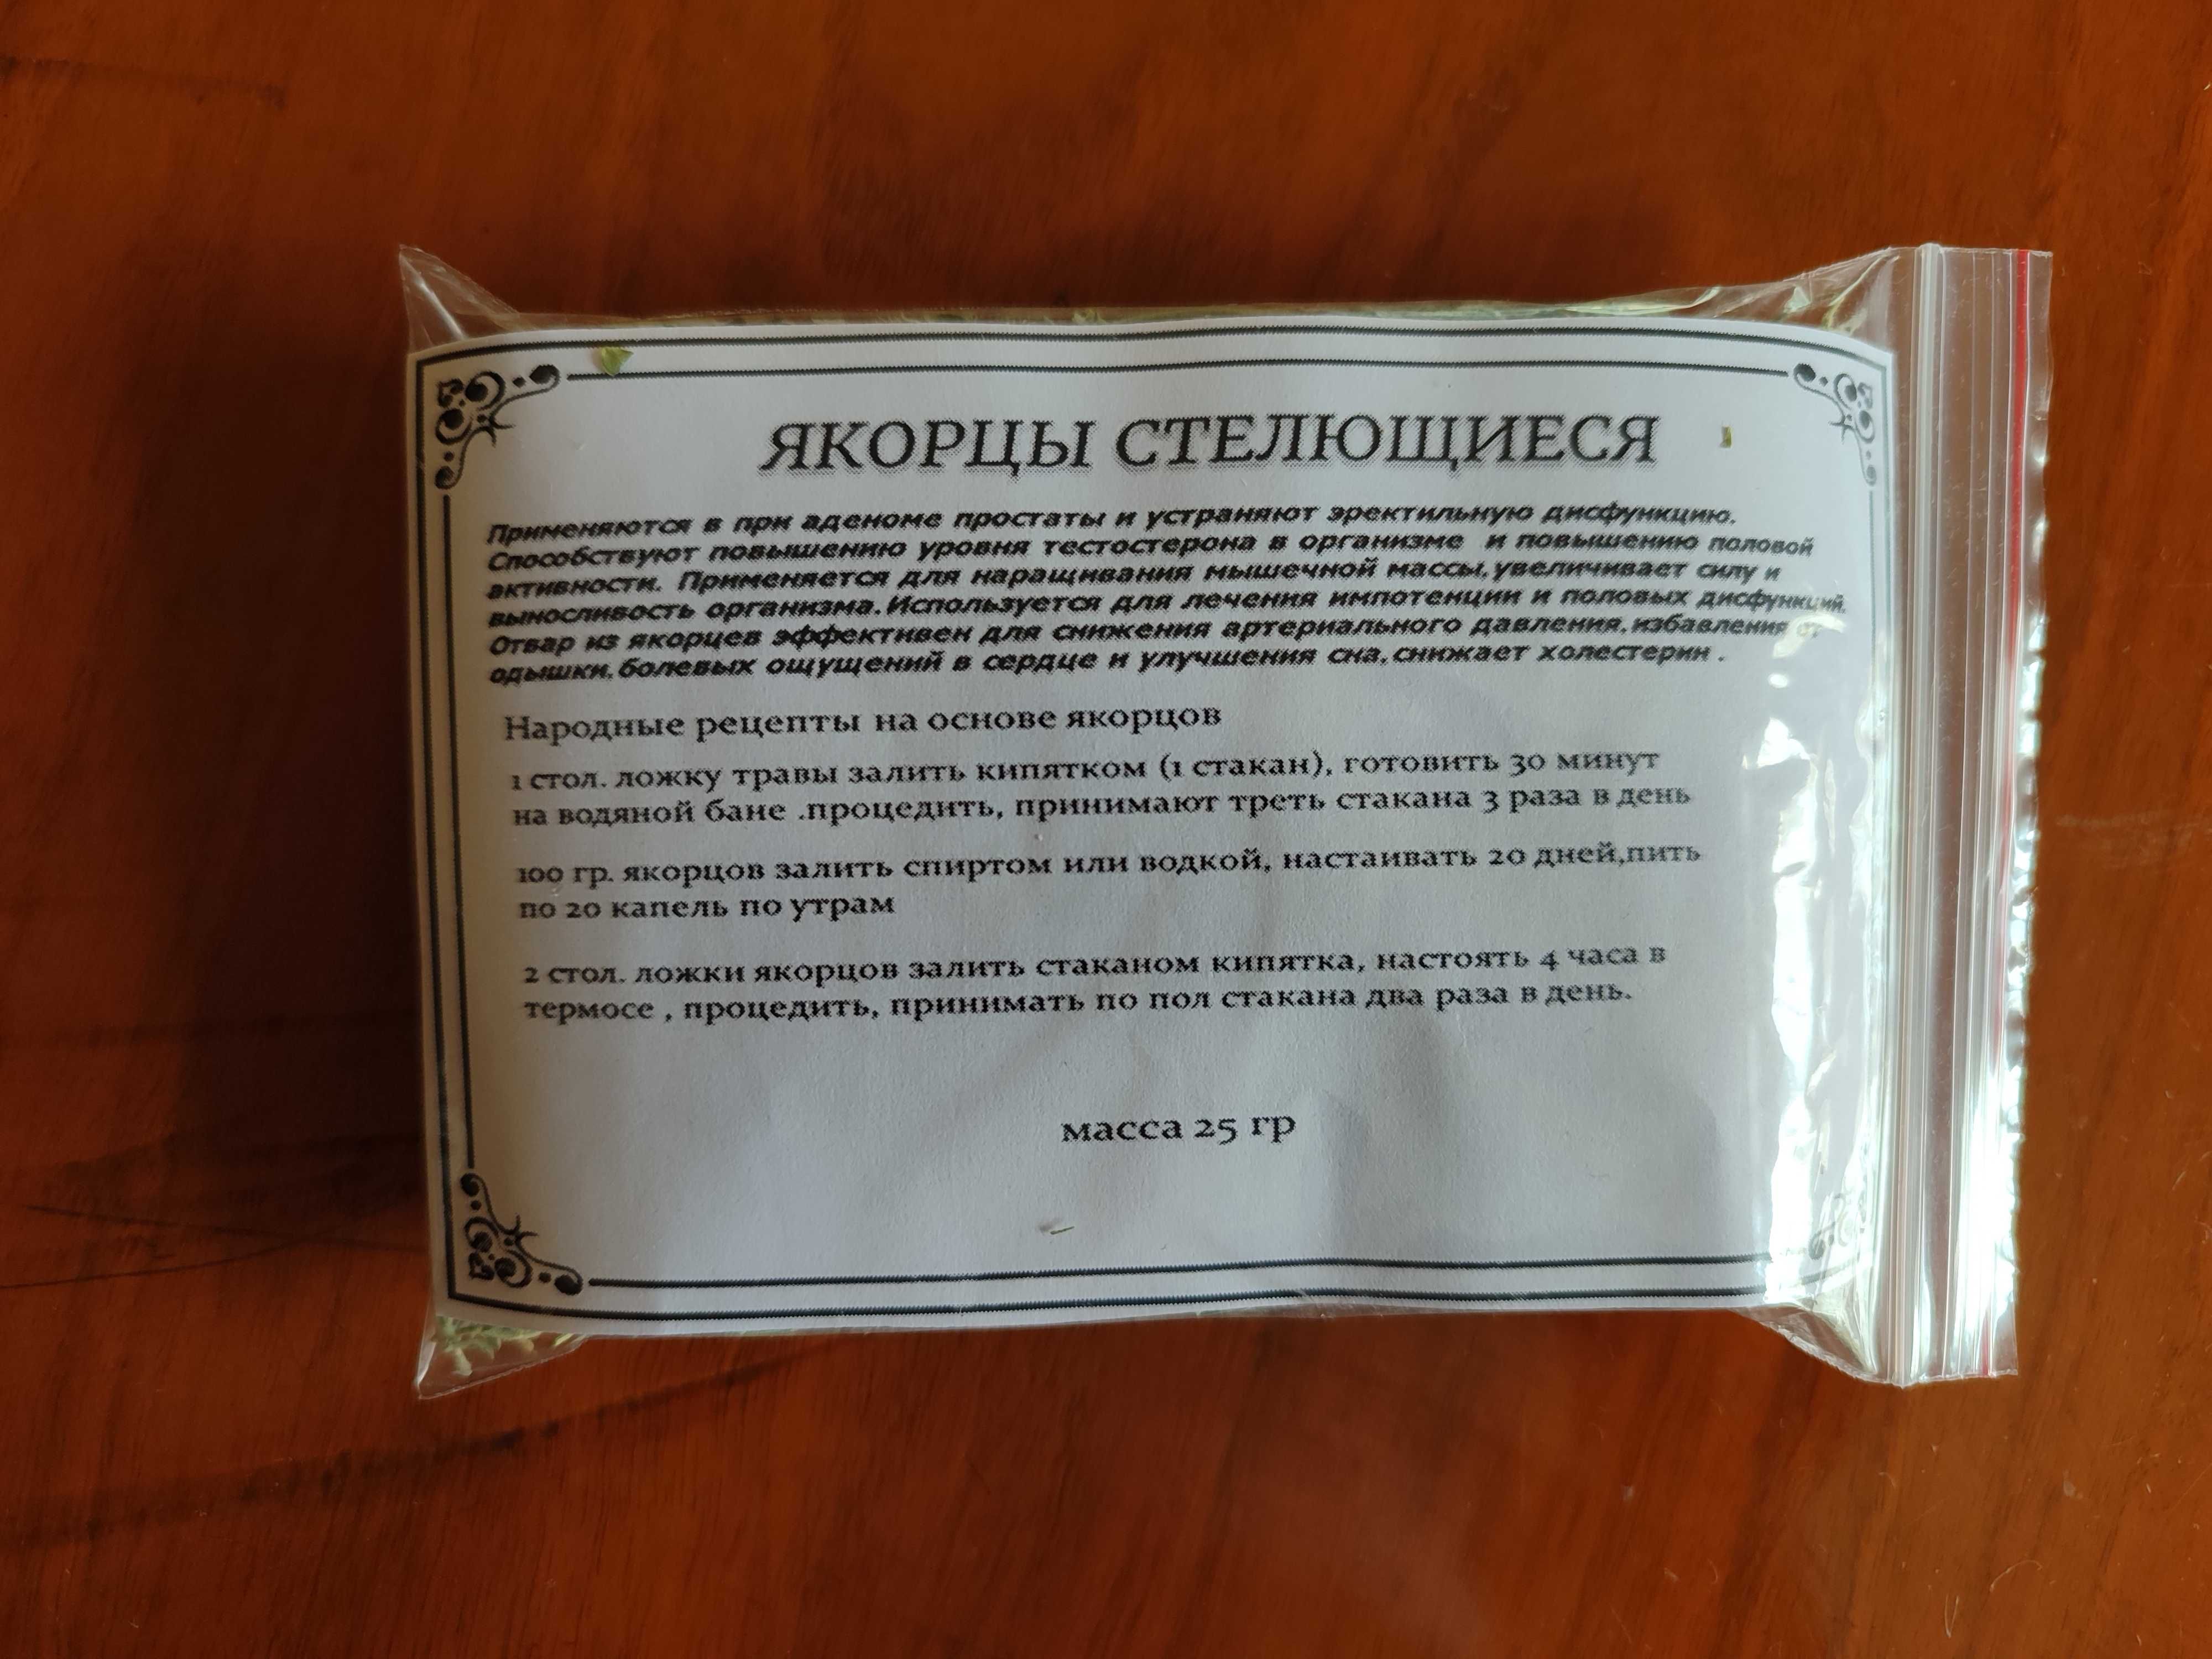 ЯКОРЦЫ СТЕЛЮЩИЕСЯ
Применяются в при аденоме простаты и устраняют эректильную дисфункцию.
Способствуют повышению уровня тестостерона в организме и повышению половой
активности. Применяется для наращивания мышечной массы,увеличивает силу и
выносливость организма.Используется для лечения импотенции и половых дисфункций.
Отвар из якорцев эффективен для снижения артериального давления,избавления от
одышки,болевых ощущений в сердце и улучшения сна,снижает холестерин .
Народные рецепты на основе якорцов
1 стол. ложку травы залить кипятком (1 стакан), готовить 30 минут
на водяной бане .процедить, принимают треть стакана 3 раза в день
100 гр. якорцов залить спиртом или водкой, настаивать 20 дней,пить
по 20 капель по утрам
2 стол. ложки якорцов залить стаканом кипятка, настоять 4 часа в
термосе , процедить, принимать по пол стакана два раза в день.
масса 25 гр